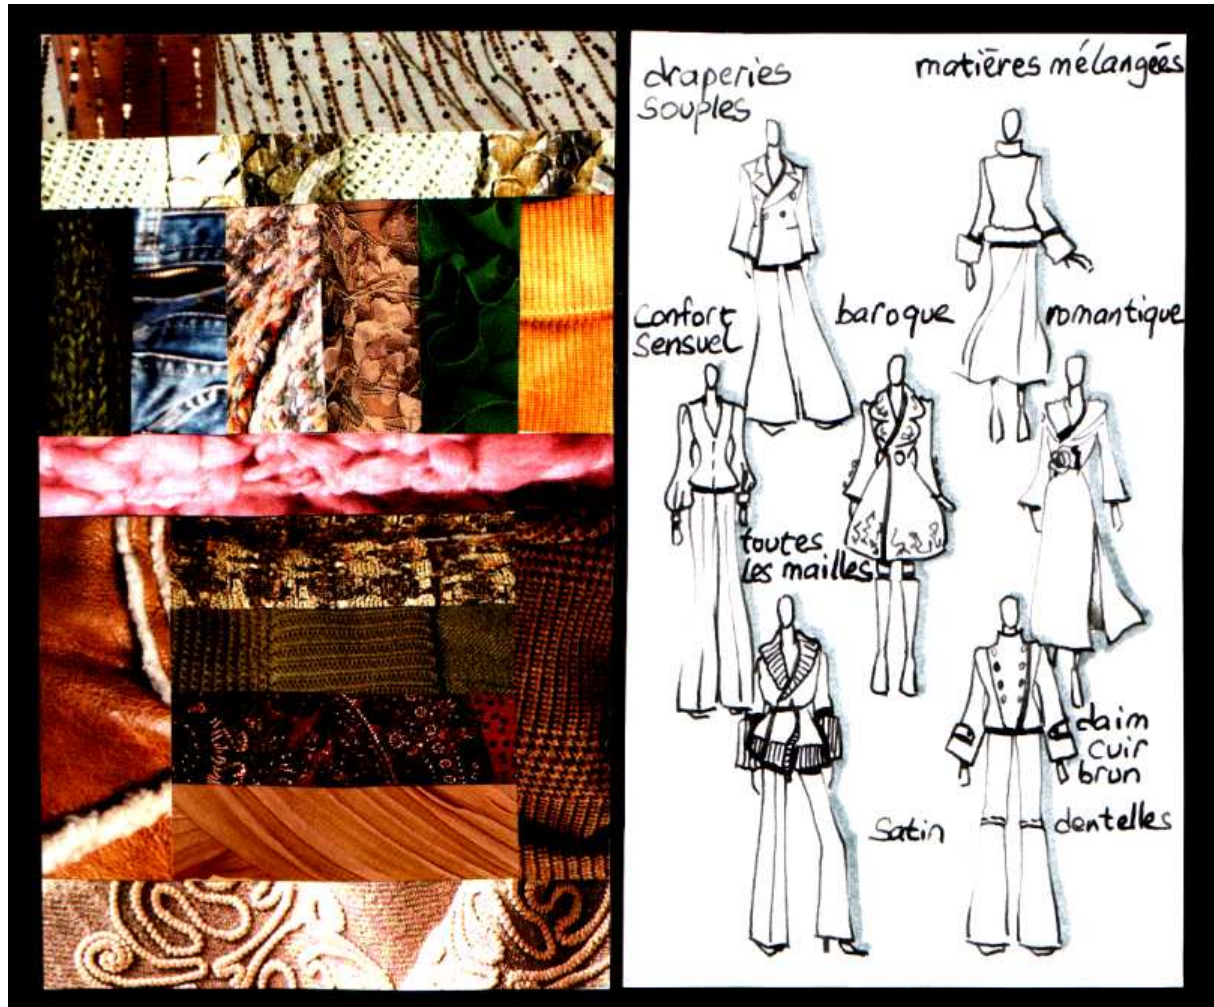 draperies
souples
matières mélangées
confort
sensuel
baroque
romantique
toutes
les mailles
daim
cuir
brun
satin
dentelles